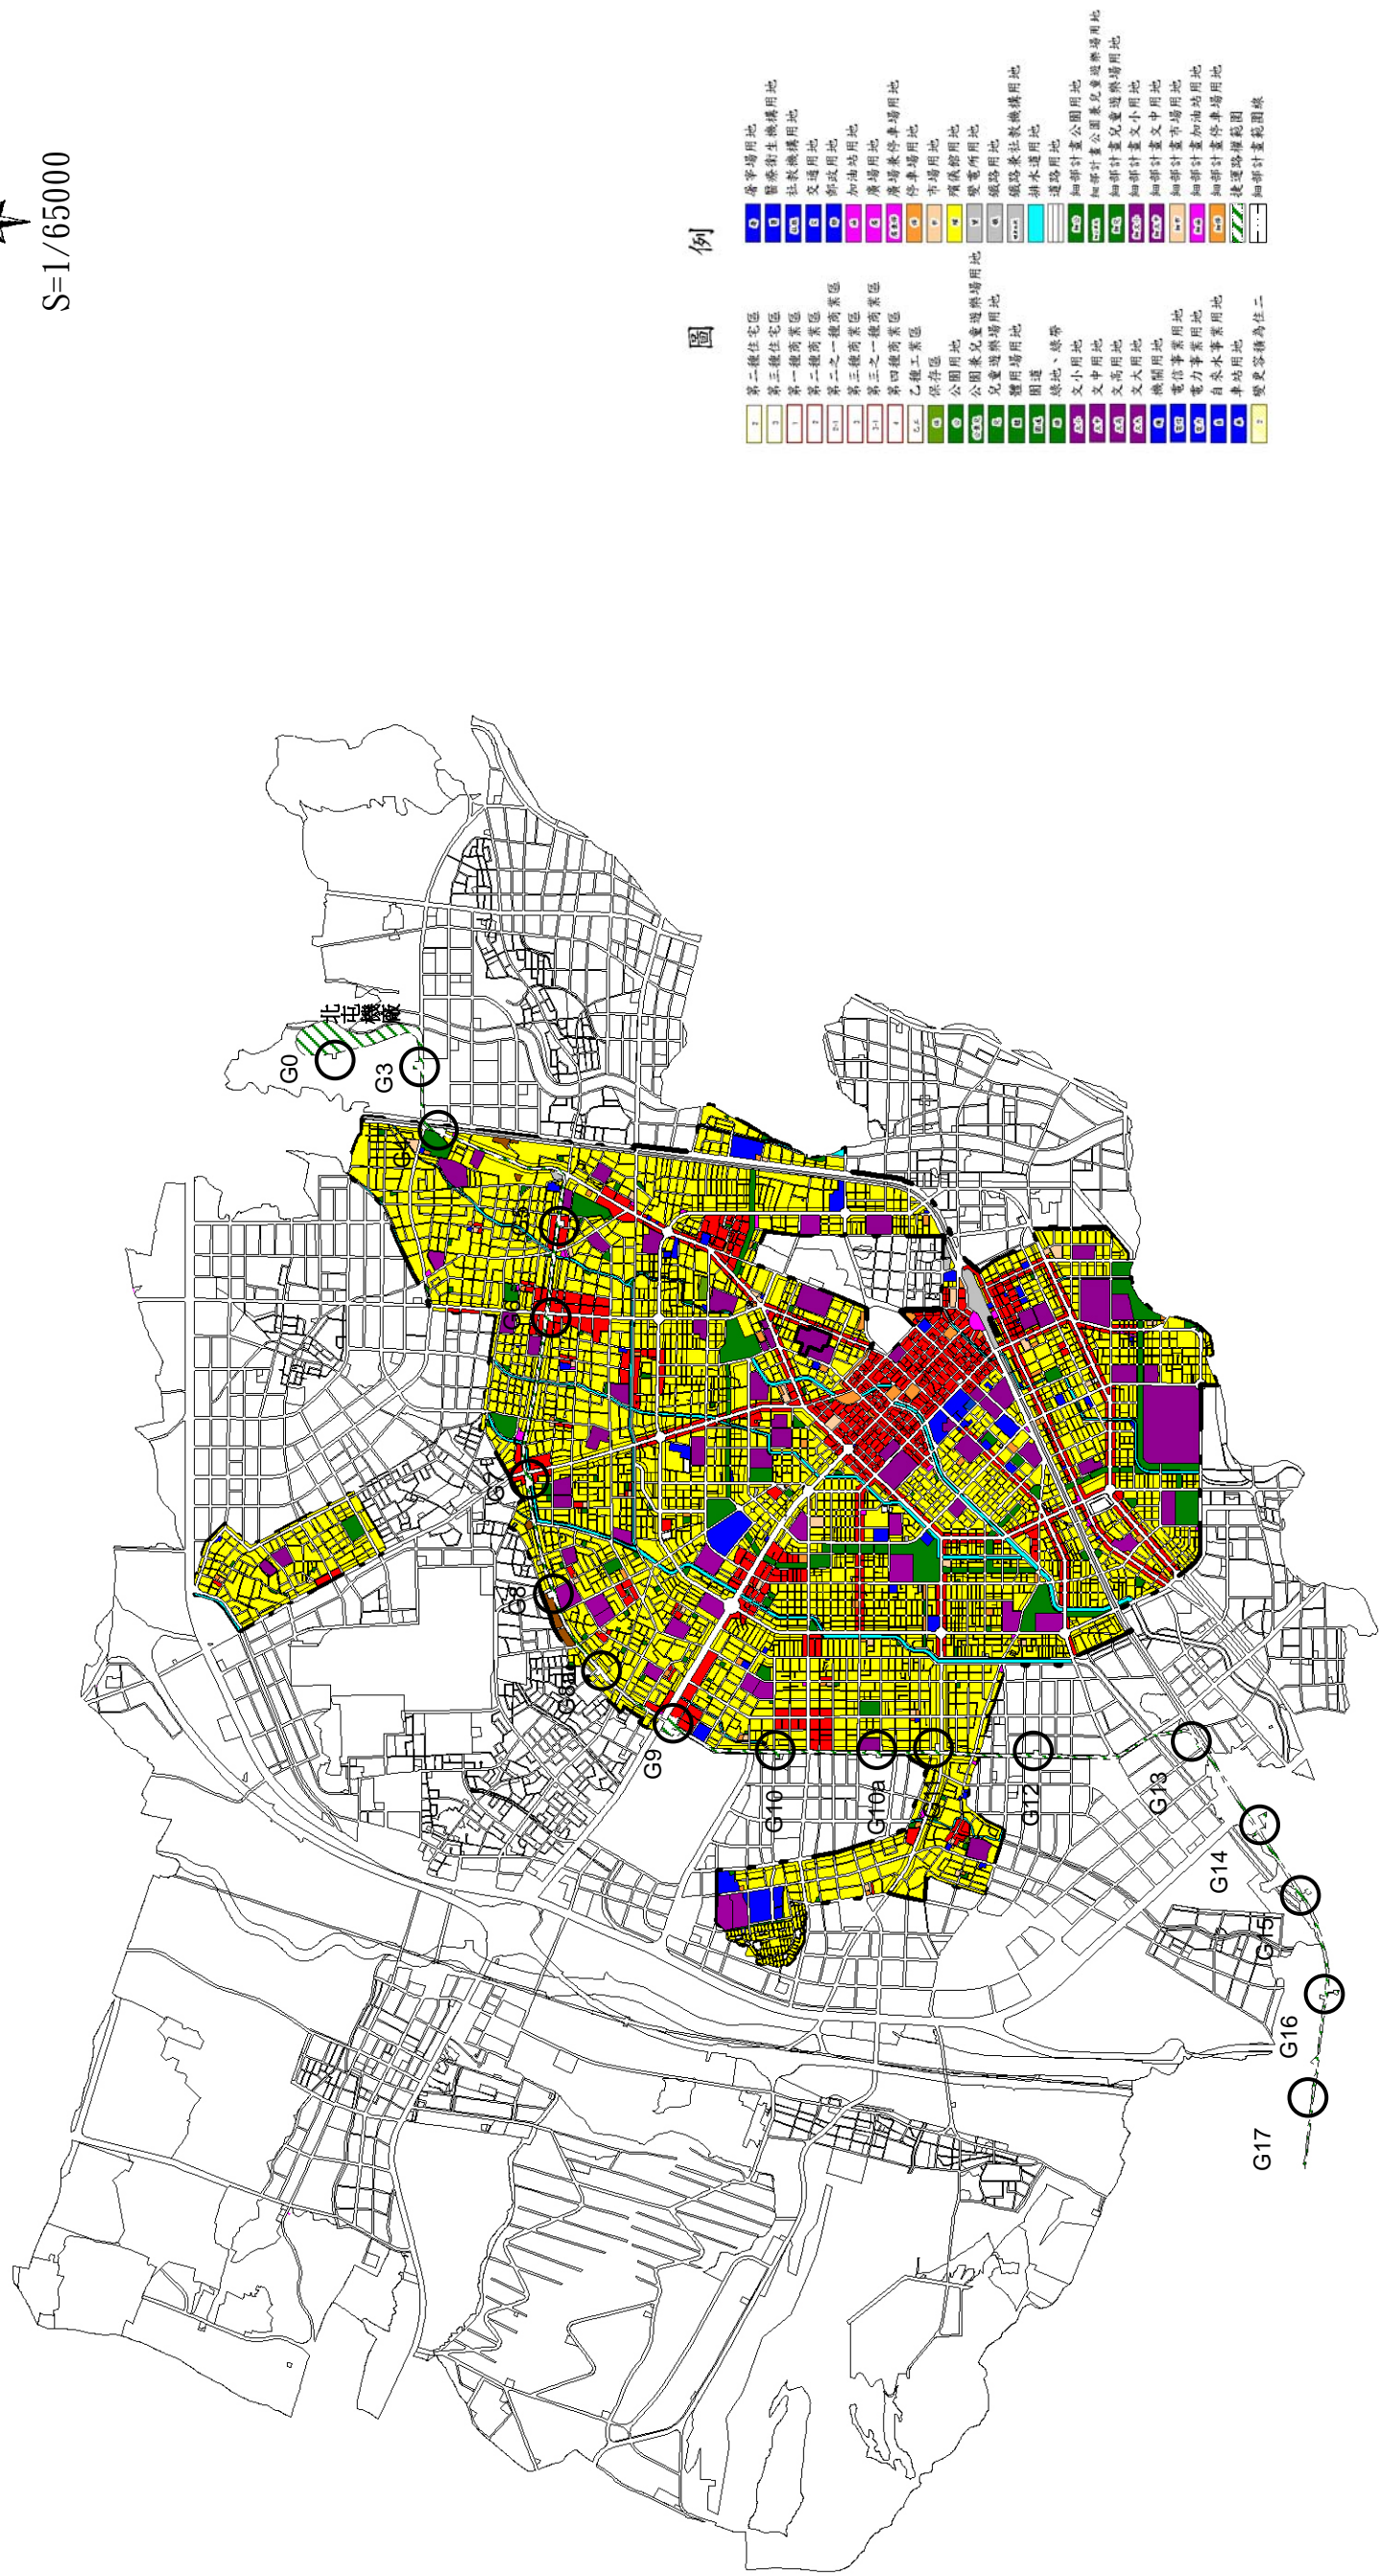 S=1/65000
圖 例
第二種住宅區
第三種住宅區
第一種商業區
第二種商業區
第二之一種商業區
第三種商業區
第三之一種商業區
第四種商業區
乙種工業區
保存區
公園用地
公園兼兒童遊樂場用地
兒童遊樂場用地
體育場用地
園道
綠地、綠帶
文小用地
文中用地
文高用地
文大用地
機關用地
電信事業用地
電力事業用地
自來水事業用地
車站用地
變更容積為住二
屠宰場用地
醫療衛生機構用地
社教機構用地
交通用地
郵政用地
加油站用地
廣場用地
廣場兼停車場用地
停車場用地
市場用地
殯儀館用地
變電所用地
鐵路用地
鐵路兼社教機構用地
排水道用地
道路用地
細部計畫公園用地
細部計畫公園兼兒童遊樂場用地
細部計畫兒童遊樂場用地
細部計畫文小用地
細部計畫文中用地
細部計畫市場用地
細部計畫加油站用地
細部計畫停車場用地
捷運路權範圍
細部計畫範圍線
北屯機廠
G0
G3
G4
G5
G6
G7
G8
G8a
G9
G10
G10a
G11
G12
G13
G14
G15
G16
G17